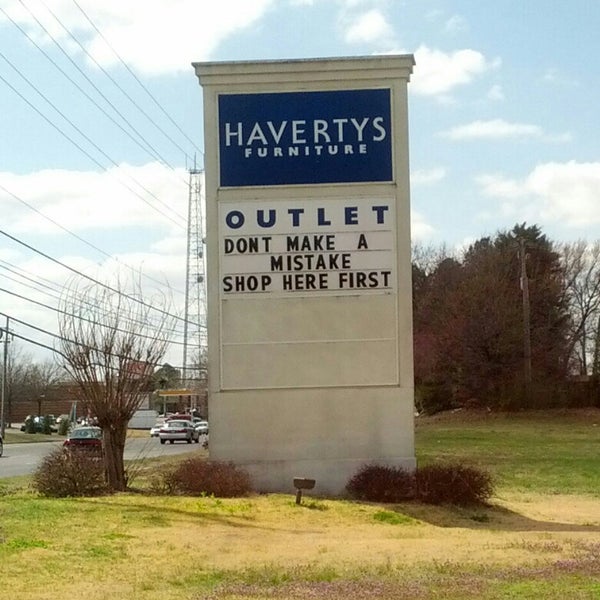 HAVERTYS
FURNITURE
OUTLET
DONT MAKE A
MISTAKE
SHOP HERE FIRST